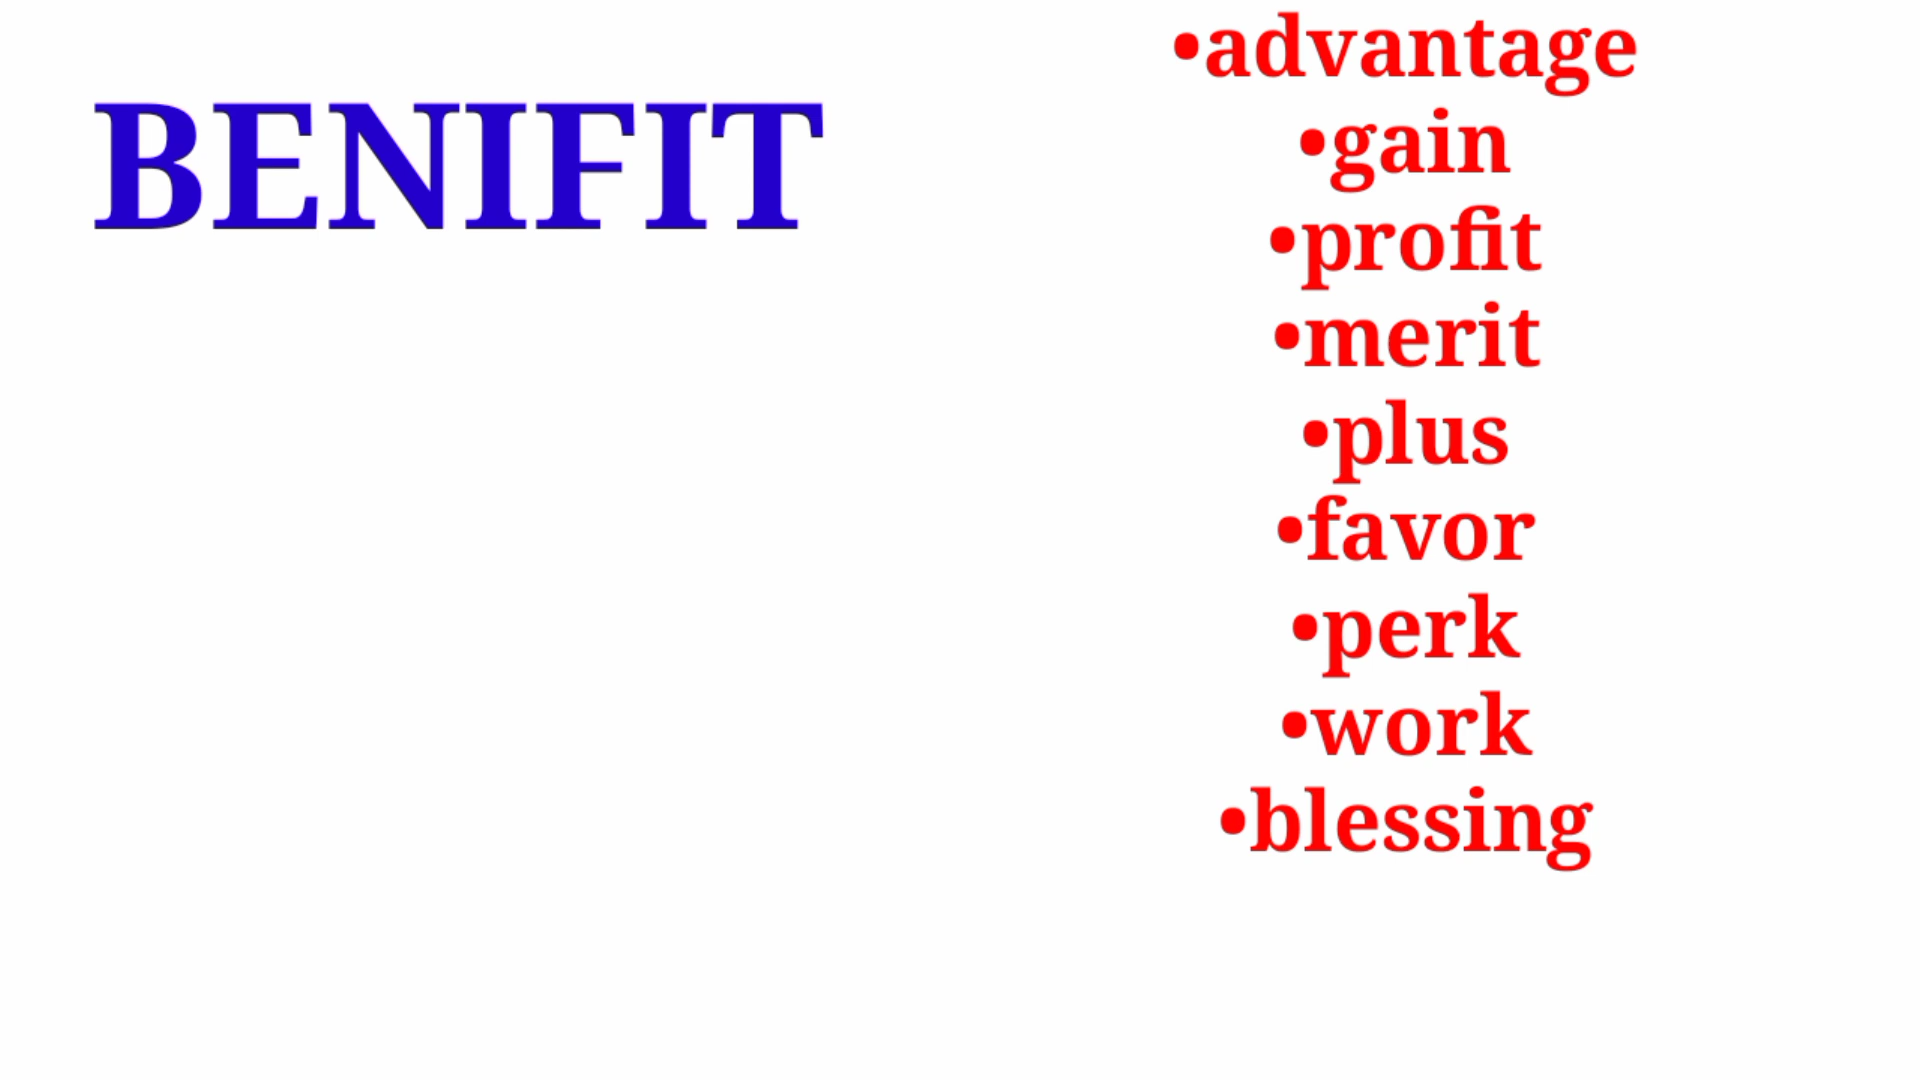 BENIFIT
•advantage
•gain
•profit
•merit
•plus
•favor
•perk
•work
•blessing